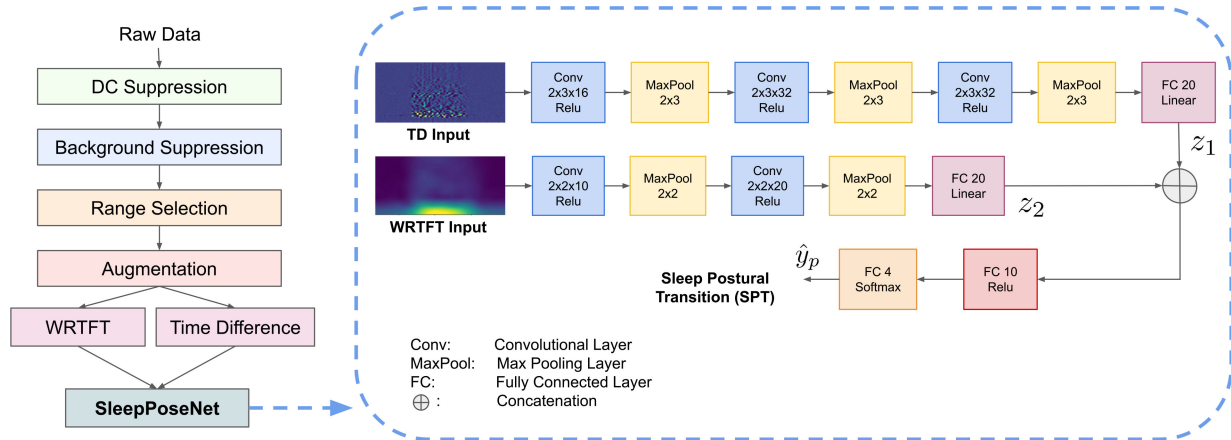 Raw Data
DC Suppression
Background Suppression
Range Selection
Augmentation
WRTFT
Time Difference
SleepPoseNet
TD Input
Conv
2x3x16
Relu
MaxPool
2x3
Conv
2x3x32
Relu
MaxPool
2x3
Conv
2x3x32
Relu
MaxPool
2x3
FC 20
Linear
z₁
WRTFT Input
Conv
2x2x10
Relu
MaxPool
2x2
Conv
2x2x20
Relu
MaxPool
2x2
FC 20
Linear
z₂
⊕
Sleep Postural
Transition (SPT)
ŷₚ
FC 4
Softmax
FC 10
Relu
Conv: Convolutional Layer
MaxPool: Max Pooling Layer
FC: Fully Connected Layer
⊕ : Concatenation